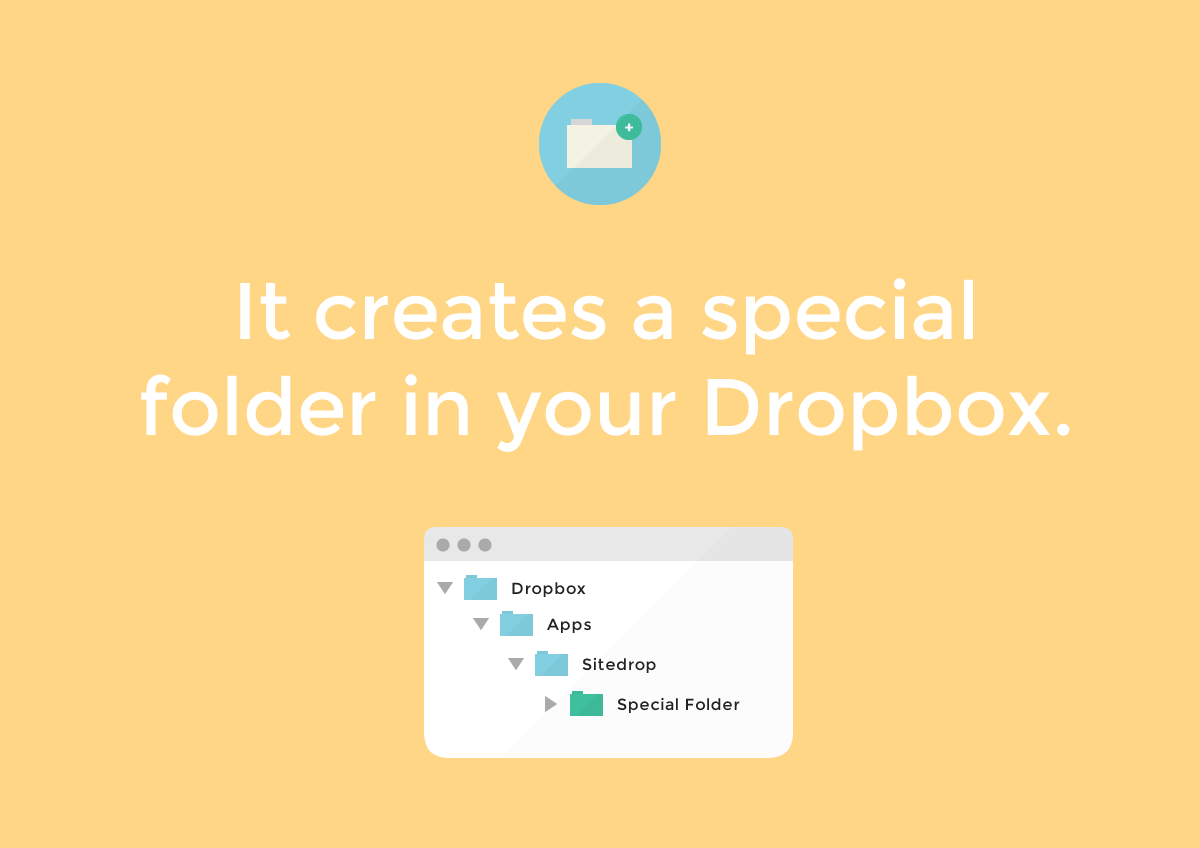 It creates a special
folder in your Dropbox.
Dropbox
Apps
Sitedrop
Special Folder